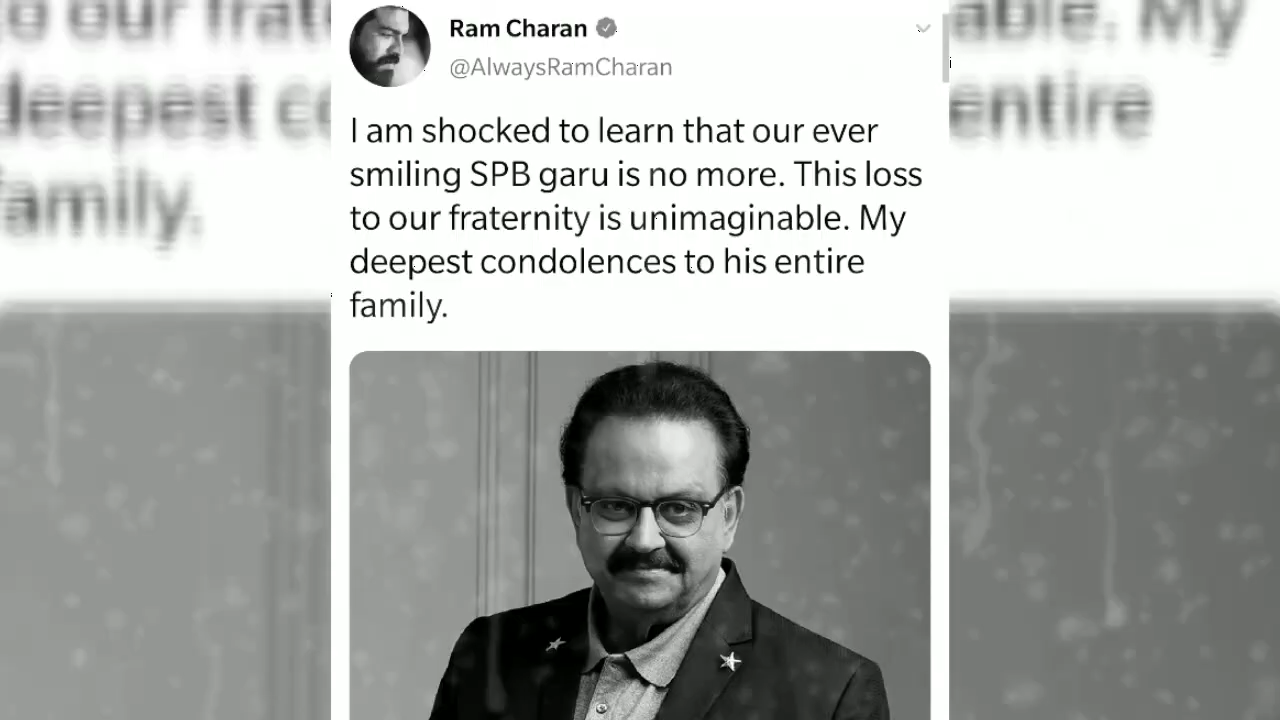 Ram Charan
@AlwaysRamCharan
I am shocked to learn that our ever
smiling SPB garu is no more. This loss
to our fraternity is unimaginable. My
deepest condolences to his entire
family.